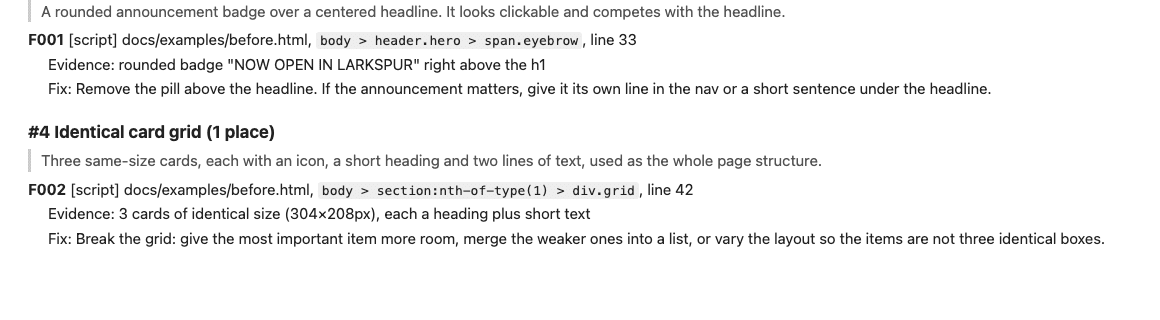 A rounded announcement badge over a centered headline. It looks clickable and competes with the headline.
F001 [script] docs/examples/before.html, body > header.hero > span.eyebrow, line 33
Evidence: rounded badge "NOW OPEN IN LARKSPUR" right above the h1
Fix: Remove the pill above the headline. If the announcement matters, give it its own line in the nav or a short sentence under the headline.
#4 Identical card grid (1 place)
Three same-size cards, each with an icon, a short heading and two lines of text, used as the whole page structure.
F002 [script] docs/examples/before.html, body > section:nth-of-type(1) > div.grid, line 42
Evidence: 3 cards of identical size (304×208px), each a heading plus short text
Fix: Break the grid: give the most important item more room, merge the weaker ones into a list, or vary the layout so the items are not three identical boxes.